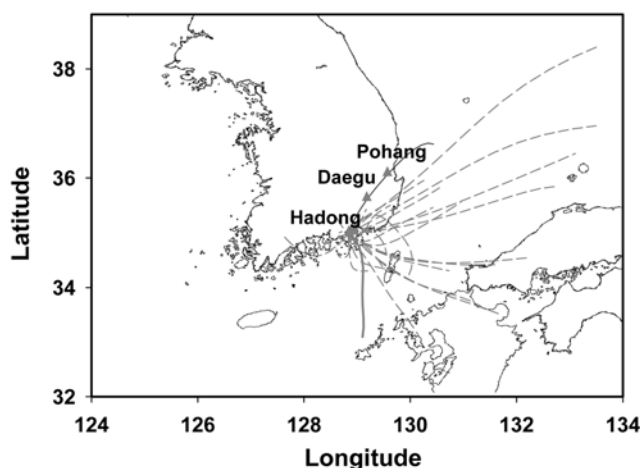 38
36
34
32
Latitude
Pohang
Daegu
Hadong
124 126 128 130 132 134
Longitude